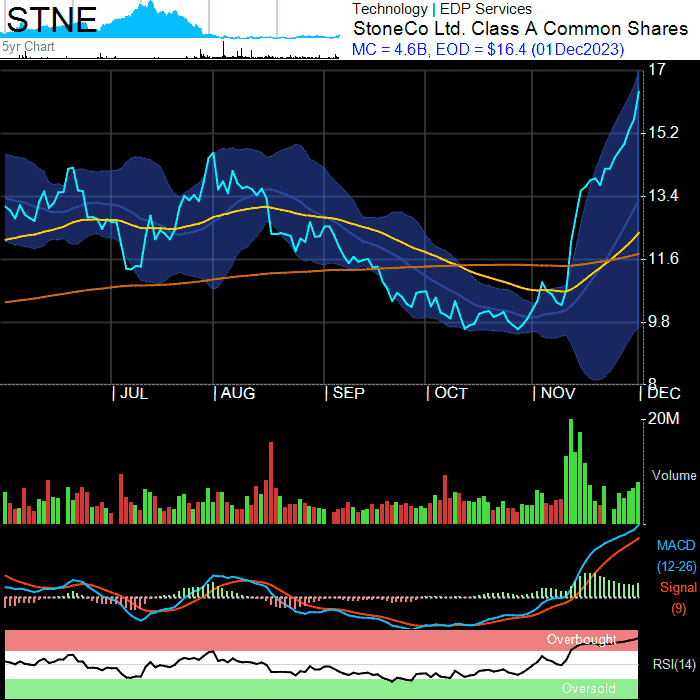 STNE
5yr Chart
Technology | EDP Services
StoneCo Ltd. Class A Common Shares
MC = 4.6B, EOD = $16.4 (01Dec2023)
17
15.2
13.4
11.6
9.8
8
JUL AUG SEP OCT NOV DEC
20M
Volume
MACD
(12-26)
Signal
(9)
Overbought
RSI(14)
Oversold